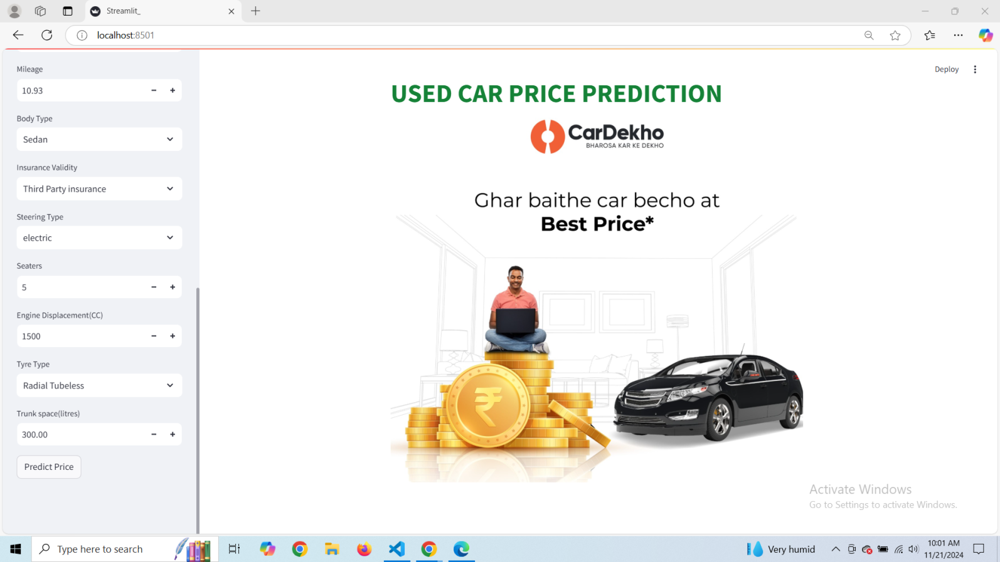 Streamlit_
localhost:8501
Deploy
Mileage
10.93
Body Type
Sedan
Insurance Validity
Third Party insurance
Steering Type
electric
Seaters
5
Engine Displacement(CC)
1500
Tyre Type
Radial Tubeless
Trunk space(litres)
300.00
Predict Price
USED CAR PRICE PREDICTION
CarDekho
BHAROSA KAR KE DEKHO
Ghar baithe car becho at
Best Price*
₹
Activate Windows
Go to Settings to activate Windows.
Type here to search
Very humid
10:01 AM
11/21/2024